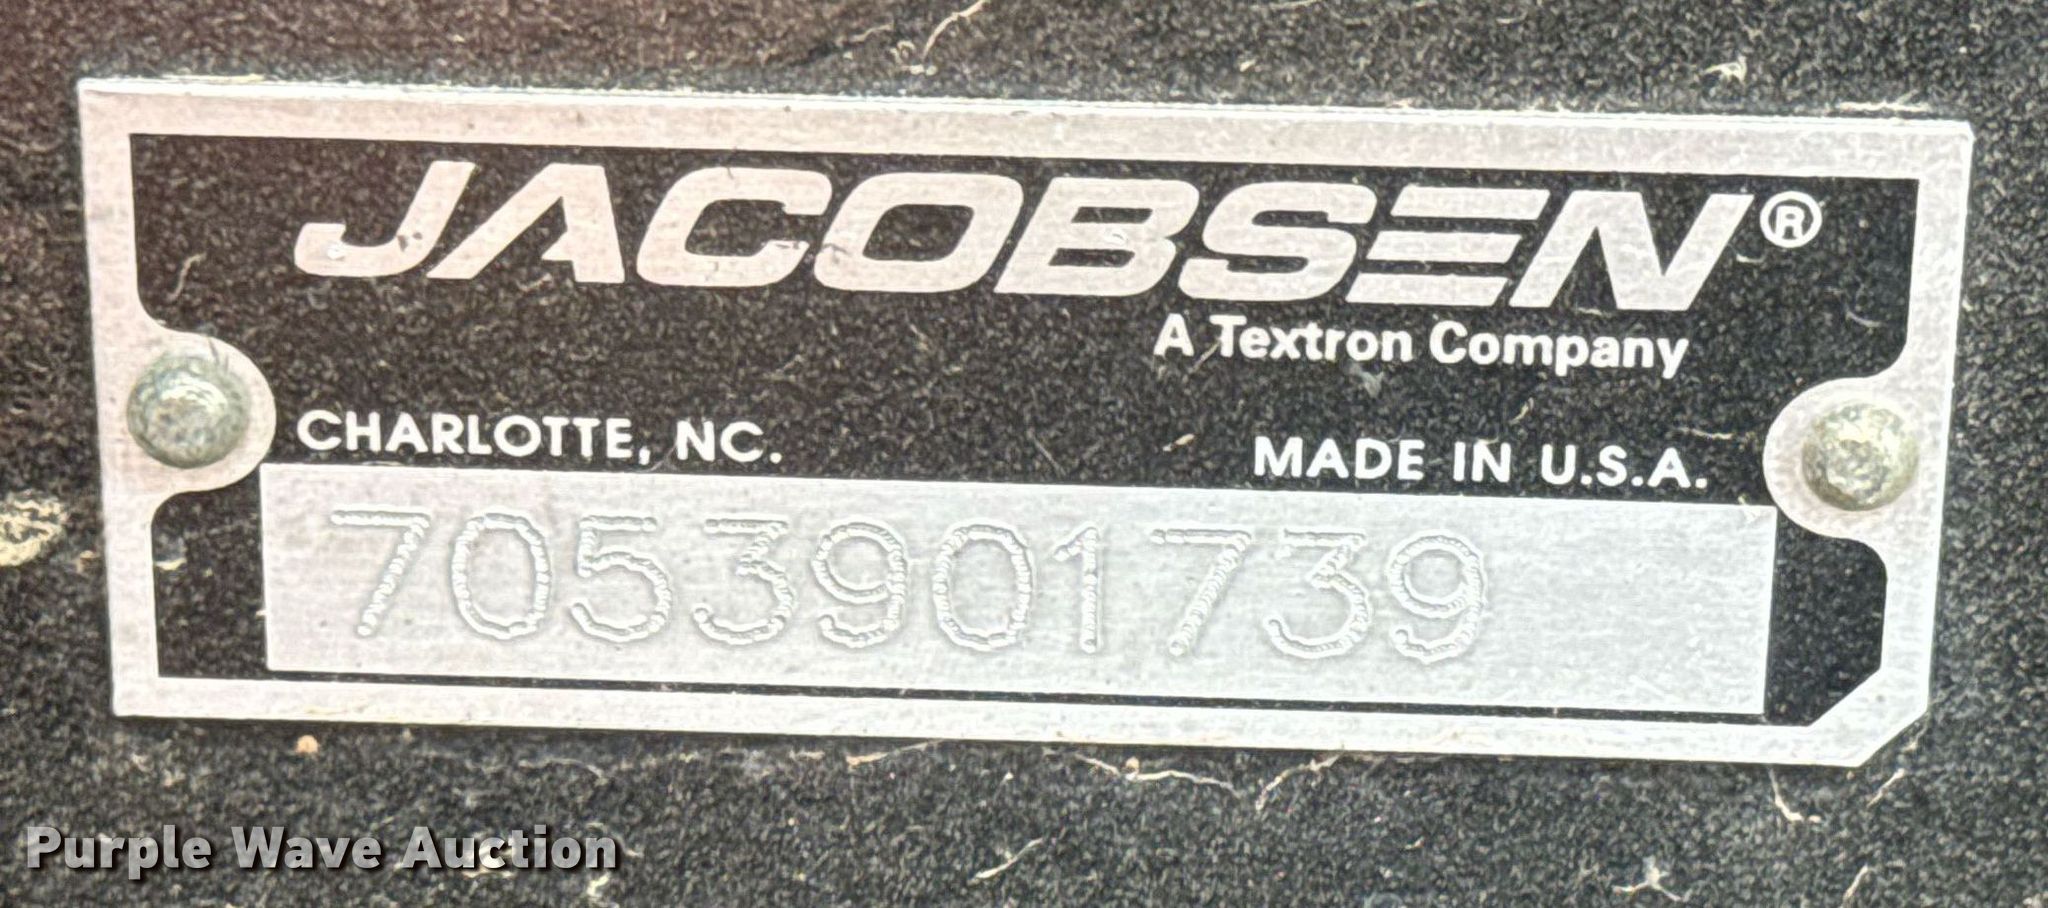 JACOBSEN®
A Textron Company
CHARLOTTE, NC. MADE IN U.S.A.
7053901739
Purple Wave Auction